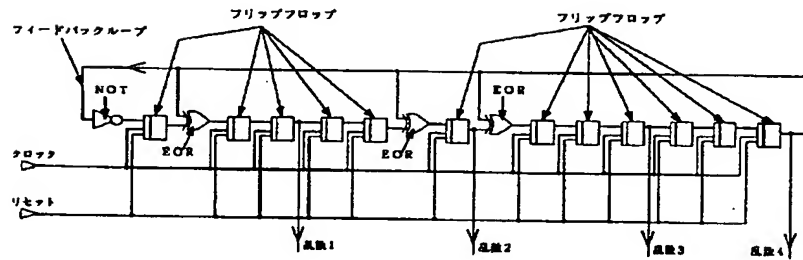 フリップフロップ
フリップフロップ
フィードバックループ
NOT
EOR
EOR
EOR
クロック
リセット
乱数1
乱数2
乱数3
乱数4